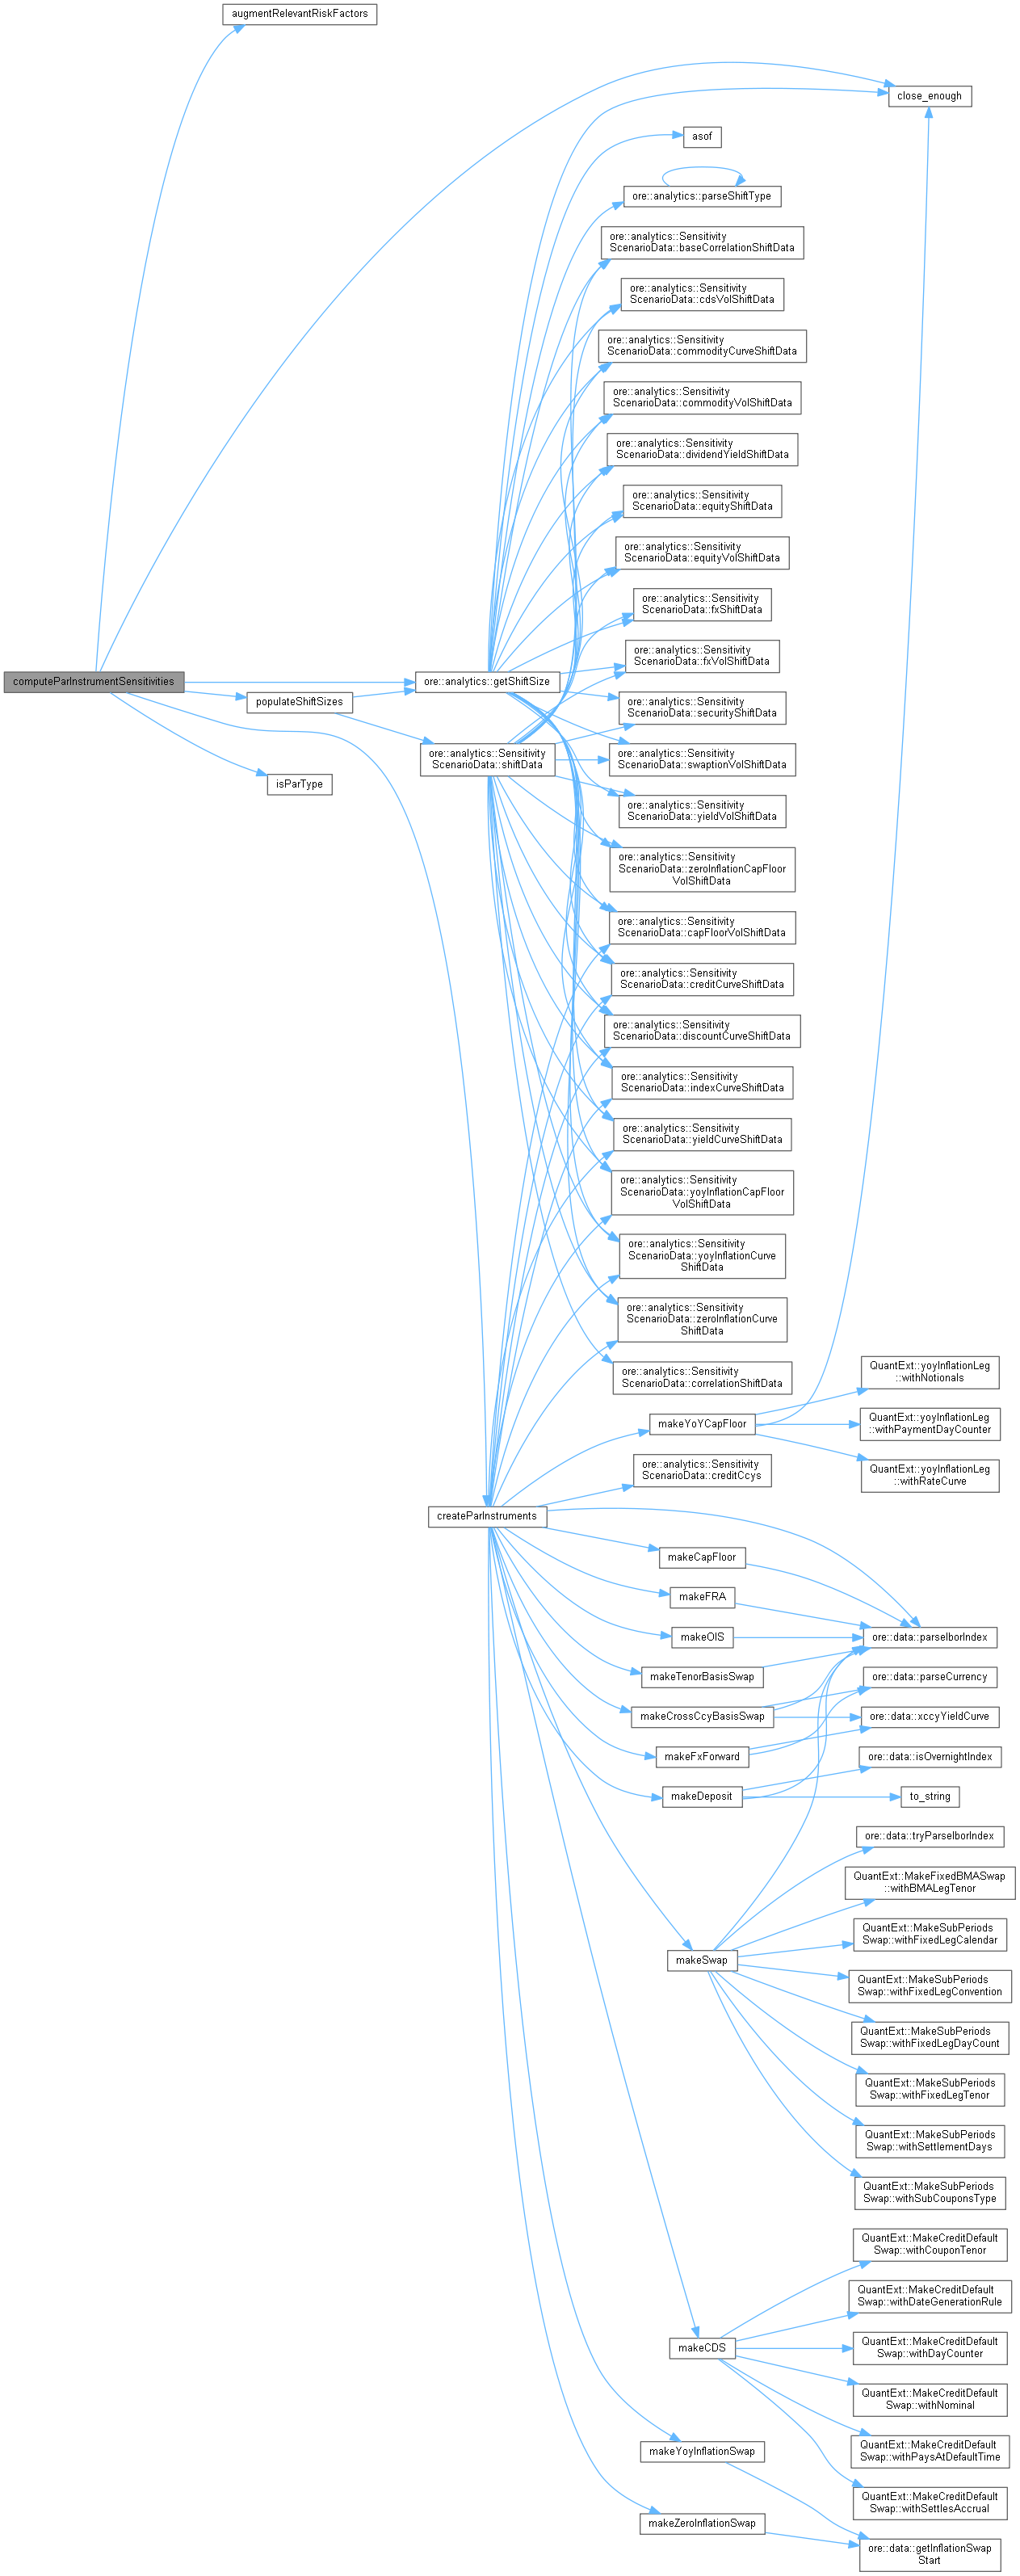 augmentRelevantRiskFactors
close_enough
asof
ore::analytics::parseShiftType
ore::analytics::Sensitivity
ScenarioData::baseCorrelationShiftData
ore::analytics::Sensitivity
ScenarioData::cdsVolShiftData
ore::analytics::Sensitivity
ScenarioData::commodityCurveShiftData
ore::analytics::Sensitivity
ScenarioData::commodityVolShiftData
ore::analytics::Sensitivity
ScenarioData::dividendYieldShiftData
ore::analytics::Sensitivity
ScenarioData::equityShiftData
ore::analytics::Sensitivity
ScenarioData::equityVolShiftData
ore::analytics::Sensitivity
ScenarioData::fxShiftData
ore::analytics::Sensitivity
ScenarioData::fxVolShiftData
computeParInstrumentSensitivities
ore::analytics::getShiftSize
populateShiftSizes
ore::analytics::Sensitivity
ScenarioData::securityShiftData
ore::analytics::Sensitivity
ScenarioData::shiftData
ore::analytics::Sensitivity
ScenarioData::swaptionVolShiftData
isParType
ore::analytics::Sensitivity
ScenarioData::yieldVolShiftData
ore::analytics::Sensitivity
ScenarioData::zeroInflationCapFloor
VolShiftData
ore::analytics::Sensitivity
ScenarioData::capFloorVolShiftData
ore::analytics::Sensitivity
ScenarioData::creditCurveShiftData
ore::analytics::Sensitivity
ScenarioData::discountCurveShiftData
ore::analytics::Sensitivity
ScenarioData::indexCurveShiftData
ore::analytics::Sensitivity
ScenarioData::yieldCurveShiftData
ore::analytics::Sensitivity
ScenarioData::yoyInflationCapFloor
VolShiftData
ore::analytics::Sensitivity
ScenarioData::yoyInflationCurve
ShiftData
ore::analytics::Sensitivity
ScenarioData::zeroInflationCurve
ShiftData
ore::analytics::Sensitivity
ScenarioData::correlationShiftData
QuantExt::yoyInflationLeg
::withNotionals
makeYoYCapFloor
QuantExt::yoyInflationLeg
::withPaymentDayCounter
QuantExt::yoyInflationLeg
::withRateCurve
ore::analytics::Sensitivity
ScenarioData::creditCcys
createParInstruments
makeCapFloor
makeFRA
makeOIS
ore::data::parseIborIndex
makeTenorBasisSwap
ore::data::parseCurrency
makeCrossCcyBasisSwap
ore::data::xccyYieldCurve
makeFxForward
ore::data::isOvernightIndex
makeDeposit
to_string
ore::data::tryParseIborIndex
QuantExt::MakeFixedBMASwap
::withBMALegTenor
QuantExt::MakeSubPeriods
Swap::withFixedLegCalendar
makeSwap
QuantExt::MakeSubPeriods
Swap::withFixedLegConvention
QuantExt::MakeSubPeriods
Swap::withFixedLegDayCount
QuantExt::MakeSubPeriods
Swap::withFixedLegTenor
QuantExt::MakeSubPeriods
Swap::withSettlementDays
QuantExt::MakeSubPeriods
Swap::withSubCouponsType
QuantExt::MakeCreditDefault
Swap::withCouponTenor
QuantExt::MakeCreditDefault
Swap::withDateGenerationRule
makeCDS
QuantExt::MakeCreditDefault
Swap::withDayCounter
QuantExt::MakeCreditDefault
Swap::withNominal
QuantExt::MakeCreditDefault
Swap::withPaysAtDefaultTime
makeYoyInflationSwap
QuantExt::MakeCreditDefault
Swap::withSettlesAccrual
makeZeroInflationSwap
ore::data::getInflationSwap
Start